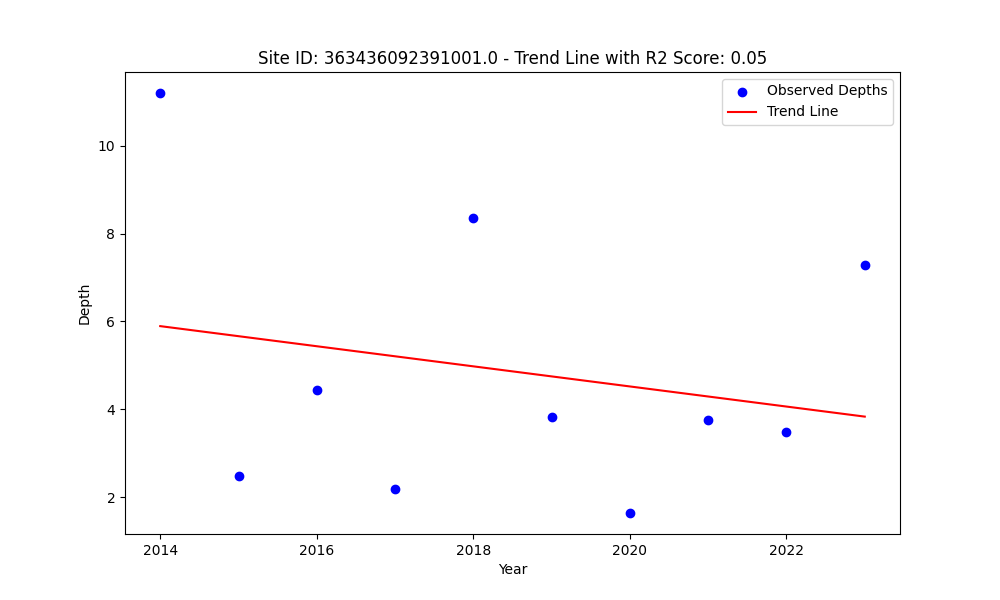 Site ID: 363436092391001.0 - Trend Line with R2 Score: 0.05
Observed Depths
Trend Line
10
8
6
4
2
Depth
2014
2016
2018
2020
2022
Year